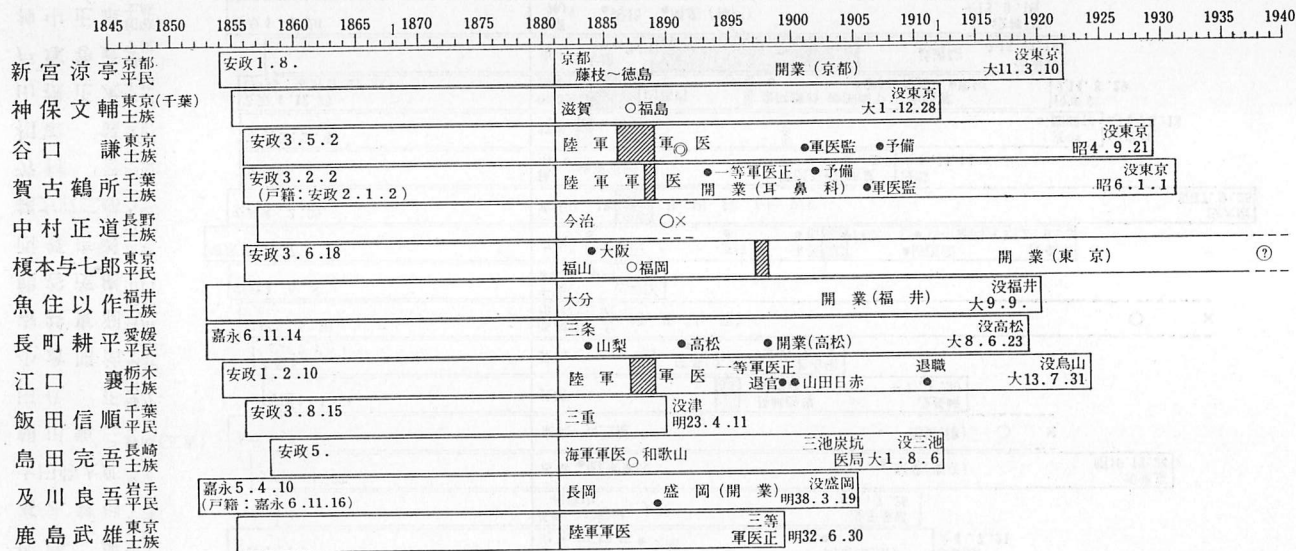 1845 1850 1855 1860 1865 1870 1875 1880 1885 1890 1895 1900 1905 1910 1915 1920 1925 1930 1935 1940
新宮涼亭 京都平民 安政1.8. 京都 藤枝〜徳島 開業(京都) 没東京 大11.3.10
神保文輔 東京(千葉)士族 滋賀 福島 没東京 大1.12.28
谷口謙 東京士族 安政3.5.2 陸軍 軍医 軍医監 予備 没東京 昭4.9.21
賀古鶴所 千葉士族 安政3.2.2 (戸籍:安政2.1.2) 陸軍軍医 一等軍医正 予備 開業(耳鼻科) 軍医監 没東京 昭6.1.1
中村正道 長野士族 今治 ×
榎本与七郎 東京平民 安政3.6.18 大阪 福山 福岡 開業(東京) ?
魚住以作 福井士族 大分 開業(福井) 没福井 大9.9.
長町耕平 愛媛平民 嘉永6.11.14 三条 山梨 高松 開業(高松) 没高松 大8.6.23
江口襄 栃木士族 安政1.2.10 陸軍 軍医 一等軍医正 退官 山田日赤 退職 没烏山 大13.7.31
飯田信順 千葉平民 安政3.8.15 三重 没津 明23.4.11
島田完吾 長崎士族 安政5. 海軍軍医 和歌山 三池炭坑医局 没三池 大1.8.6
及川良吾 岩手平民 嘉永5.4.10 (戸籍:嘉永6.11.16) 長岡 盛岡(開業) 没盛岡 明38.3.19
鹿島武雄 東京士族 陸軍軍医 三等軍医正 明32.6.30